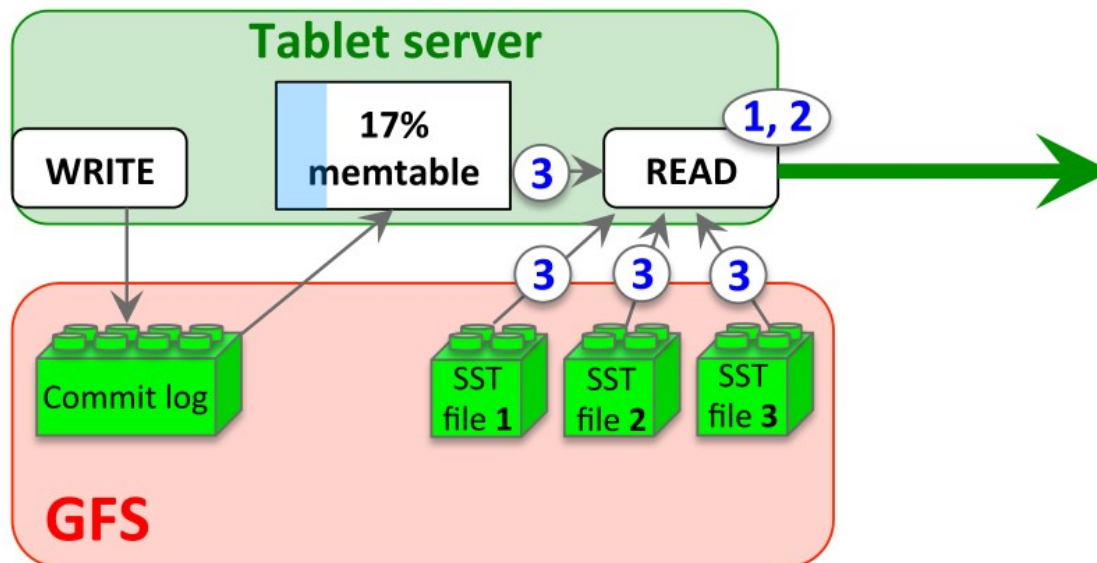 Tablet server
1, 2
17%
memtable
WRITE
3
READ
3
3
3
Commit log
SST
file 1
SST
file 2
SST
file 3
GFS